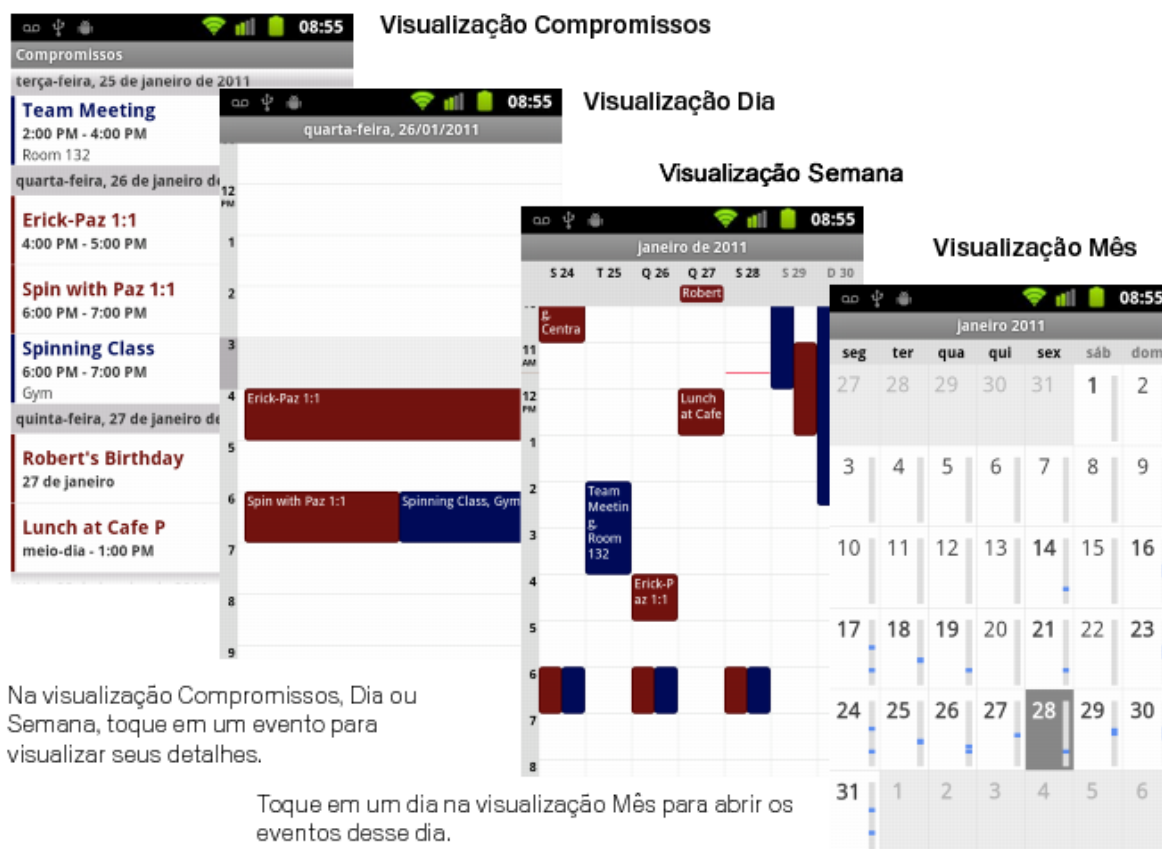 08:55
Visualização Compromissos
Compromissos
terça-feira, 25 de janeiro de 2011
Team Meeting
2:00 PM - 4:00 PM
Room 132
quarta-feira, 26 de janeiro de
Erick-Paz 1:1
4:00 PM - 5:00 PM
Spin with Paz 1:1
6:00 PM - 7:00 PM
Spinning Class
6:00 PM - 7:00 PM
Gym
quinta-feira, 27 de janeiro de
Robert's Birthday
27 de janeiro
Lunch at Cafe P
meio-dia - 1:00 PM
08:55
Visualização Dia
quarta-feira, 26/01/2011
12
PM
1
2
3
4
Erick-Paz 1:1
5
6
Spin with Paz 1:1
Spinning Class, Gym
7
8
9
Visualização Semana
08:55
janeiro de 2011
S 24 T 25 Q 26 Q 27 S 28 S 29 D 30
Robert
g,
Centra
11
AM
12
PM
Lunch
at Cafe
1
2
Team
Meetin
g,
Room
132
3
4
Erick-P
az 1:1
5
6
7
8
Visualização Mês
08:55
janeiro 2011
seg ter qua qui sex sáb dom
27 28 29 30 31 1 2
3 4 5 6 7 8 9
10 11 12 13 14 15 16
17 18 19 20 21 22 23
24 25 26 27 28 29 30
31 1 2 3 4 5 6
Na visualização Compromissos, Dia ou
Semana, toque em um evento para
visualizar seus detalhes.
Toque em um dia na visualização Mês para abrir os
eventos desse dia.